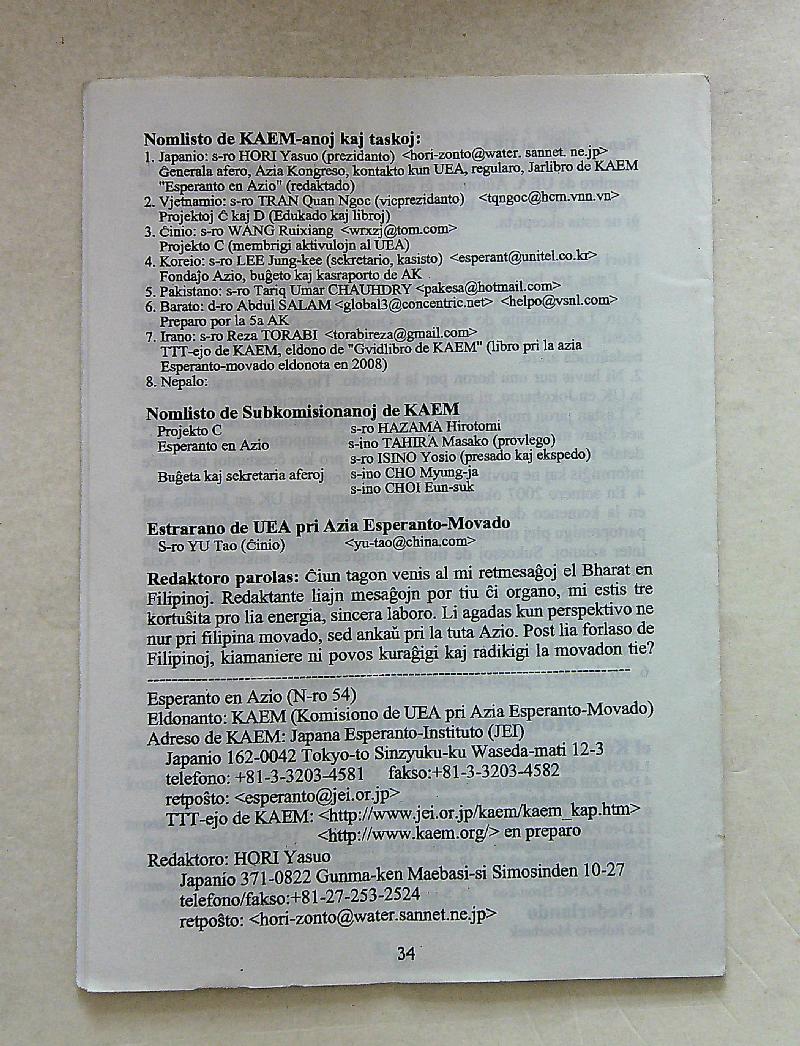 Nomlisto de KAEM-anoj kaj taskoj:
1. Japanio: s-ro HORI Yasuo (prezidanto) <hori-zonto@water. sannet. ne.jp>
Ĝenerala afero, Azia Kongreso, kontakto kun UEA, regularo, Jarlibro de KAEM
"Esperanto en Azio" (redaktado)
2. Vjetnamio: s-ro TRAN Quan Ngoc (vicprezidanto) <tqngoc@hcm.vnn.vn>
Projektoj Ĉ kaj D (Edukado kaj libroj)
3. Ĉinio: s-ro WANG Ruixiang <wrxzj@tom.com>
Projekto C (membrigi aktivulojn al UEA)
4. Koreio: s-ro LEE Jung-kee (sekretario, kasisto) <esperant@unitel.co.kr>
Fondaĵo Azio, buĝeto kaj kasraporto de AK
5. Pakistano: s-ro Tariq Umar CHAUHDRY <pakesa@hotmail.com>
6. Barato: d-ro Abdul SALAM <global3@concentric.net> <helpo@vsnl.com>
Preparo por la 5a AK
7. Irano: s-ro Reza TORABI <torabireza@gmail.com>
TTT-ejo de KAEM, eldono de "Gvidlibro de KAEM" (libro pri la azia
Esperanto-movado eldonota en 2008)
8. Nepalo:
Nomlisto de Subkomisionanoj de KAEM
Projekto C s-ro HAZAMA Hirotomi
Esperanto en Azio s-ino TAHIRA Masako (provlego)
s-ro ISINO Yosio (presado kaj ekspedo)
Buĝeta kaj sekretaria aferoj s-ino CHO Myung-ja
s-ino CHOI Eun-suk
Estrarano de UEA pri Azia Esperanto-Movado
S-ro YU Tao (Ĉinio) <yu-tao@china.com>
Redaktoro parolas: Ĉiun tagon venis al mi retmesaĝoj el Bharat en
Filipinoj. Redaktante liajn mesaĝojn por tiu ĉi organo, mi estis tre
kortuŝita pro lia energia, sincera laboro. Li agadas kun perspektivo ne
nur pri filipina movado, sed ankaŭ pri la tuta Azio. Post lia forlaso de
Filipinoj, kiamaniere ni povos kuraĝigi kaj radikigi la movadon tie?
Esperanto en Azio (N-ro 54)
Eldonanto: KAEM (Komisiono de UEA pri Azia Esperanto-Movado)
Adreso de KAEM: Japana Esperanto-Instituto (JEI)
Japanio 162-0042 Tokyo-to Sinzyuku-ku Waseda-mati 12-3
telefono: +81-3-3203-4581 fakso:+81-3-3203-4582
retpoŝto: <esperanto@jei.or.jp>
TTT-ejo de KAEM: <http://www.jei.or.jp/kaem/kaem_kap.htm>
<http://www.kaem.org/> en preparo
Redaktoro: HORI Yasuo
Japanio 371-0822 Gunma-ken Maebasi-si Simosinden 10-27
telefono/fakso:+81-27-253-2524
retpoŝto: <hori-zonto@water.sannet.ne.jp>
34